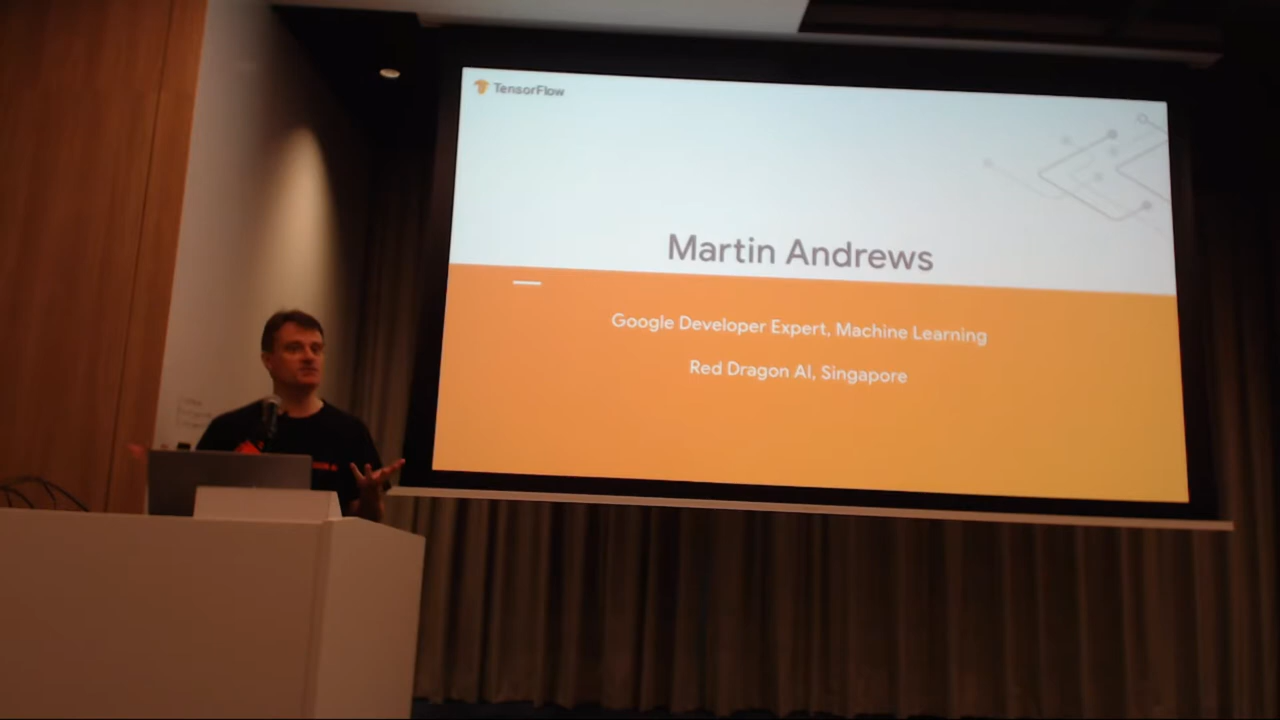 TensorFlow
Martin Andrews
Google Developer Expert, Machine Learning
Red Dragon AI, Singapore